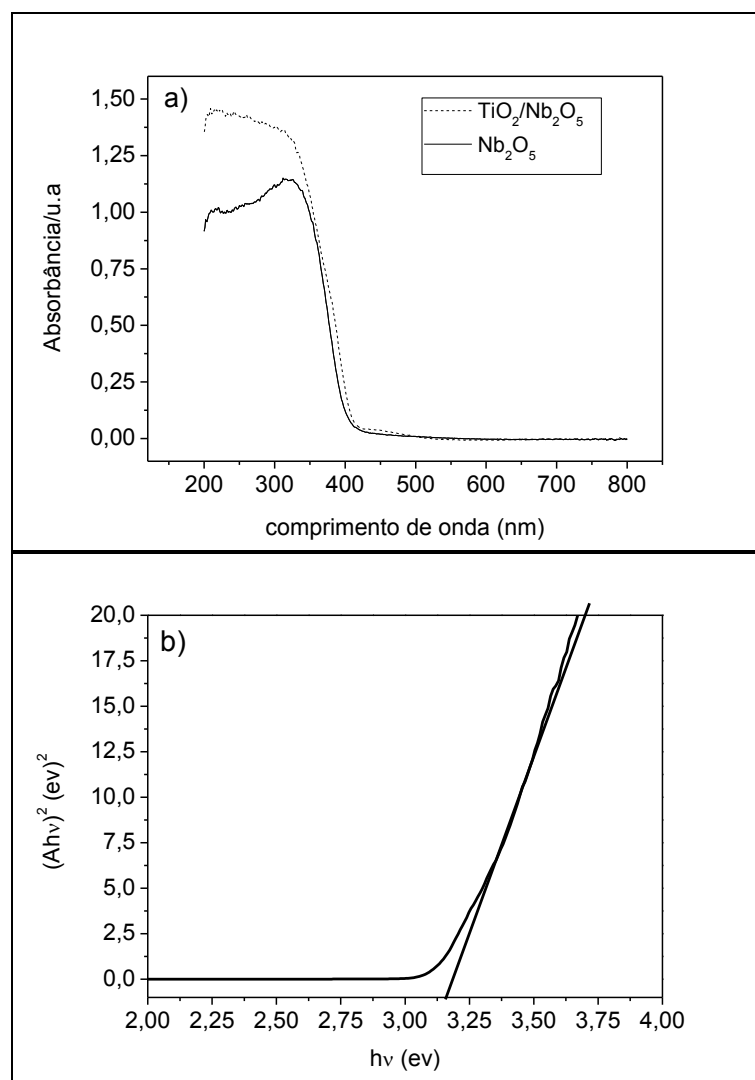 a)
TiO2/Nb2O5
Nb2O5
1,50
1,25
1,00
0,75
0,50
0,25
0,00
Absorbância/u.a
200 300 400 500 600 700 800
comprimento de onda (nm)
b)
20,0
17,5
15,0
12,5
10,0
7,5
5,0
2,5
0,0
(Ahν)² (ev)²
2,00 2,25 2,50 2,75 3,00 3,25 3,50 3,75 4,00
hν (ev)